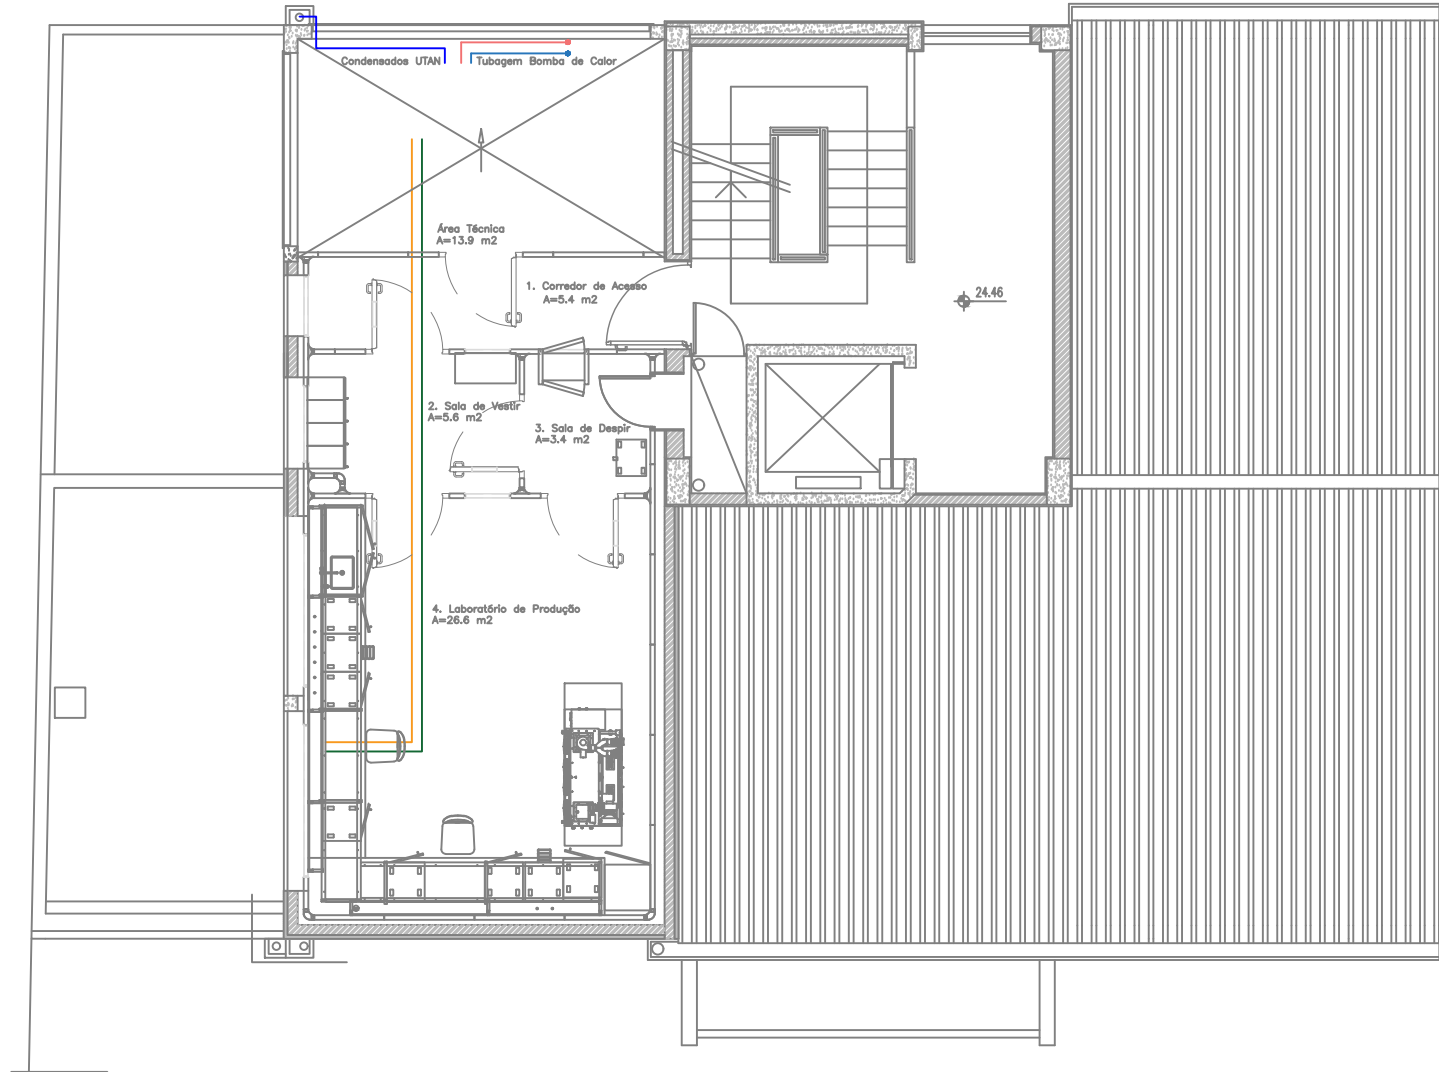 Condensados UTAN
Tubagem Bomba de Calor
Área Técnica
A=13.9 m2
1. Corredor de Acesso
A=5.4 m2
24.46
2. Sala de Vestir
A=5.6 m2
3. Sala de Despir
A=3.4 m2
4. Laboratório de Produção
A=26.6 m2